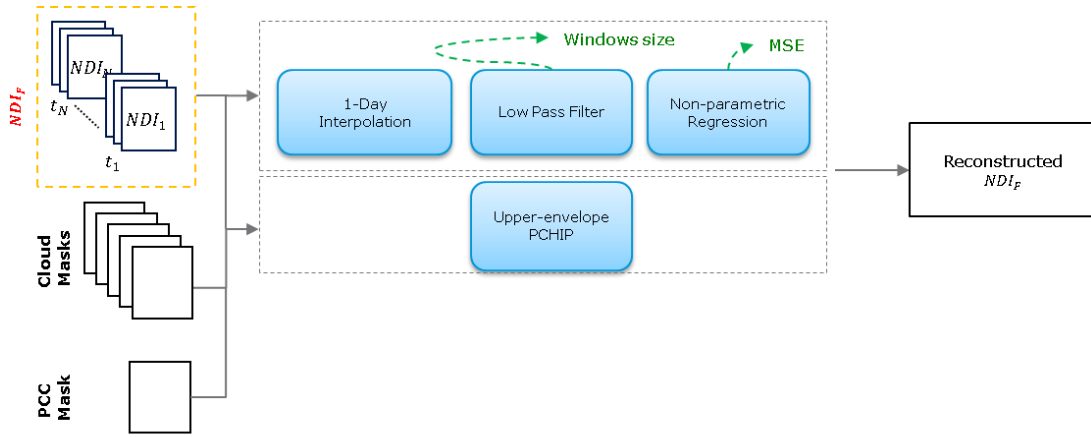 NDI_F
NDI_N
t_N
NDI_1
t_1
Cloud
Masks
PCC
Mask
Windows size
MSE
1-Day
Interpolation
Low Pass Filter
Non-parametric
Regression
Upper-envelope
PCHIP
Reconstructed
NDI_F